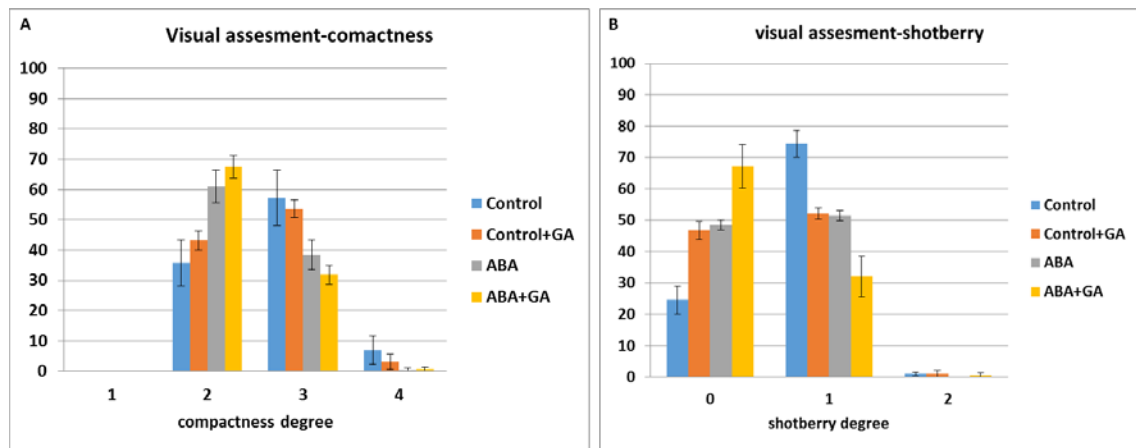 A
Visual assesment-comactness
100
90
80
70
60
50
40
30
20
10
0
1 2 3 4
compactness degree
Control
Control+GA
ABA
ABA+GA
B
visual assesment-shotberry
100
90
80
70
60
50
40
30
20
10
0
0 1 2
shotberry degree
Control
Control+GA
ABA
ABA+GA